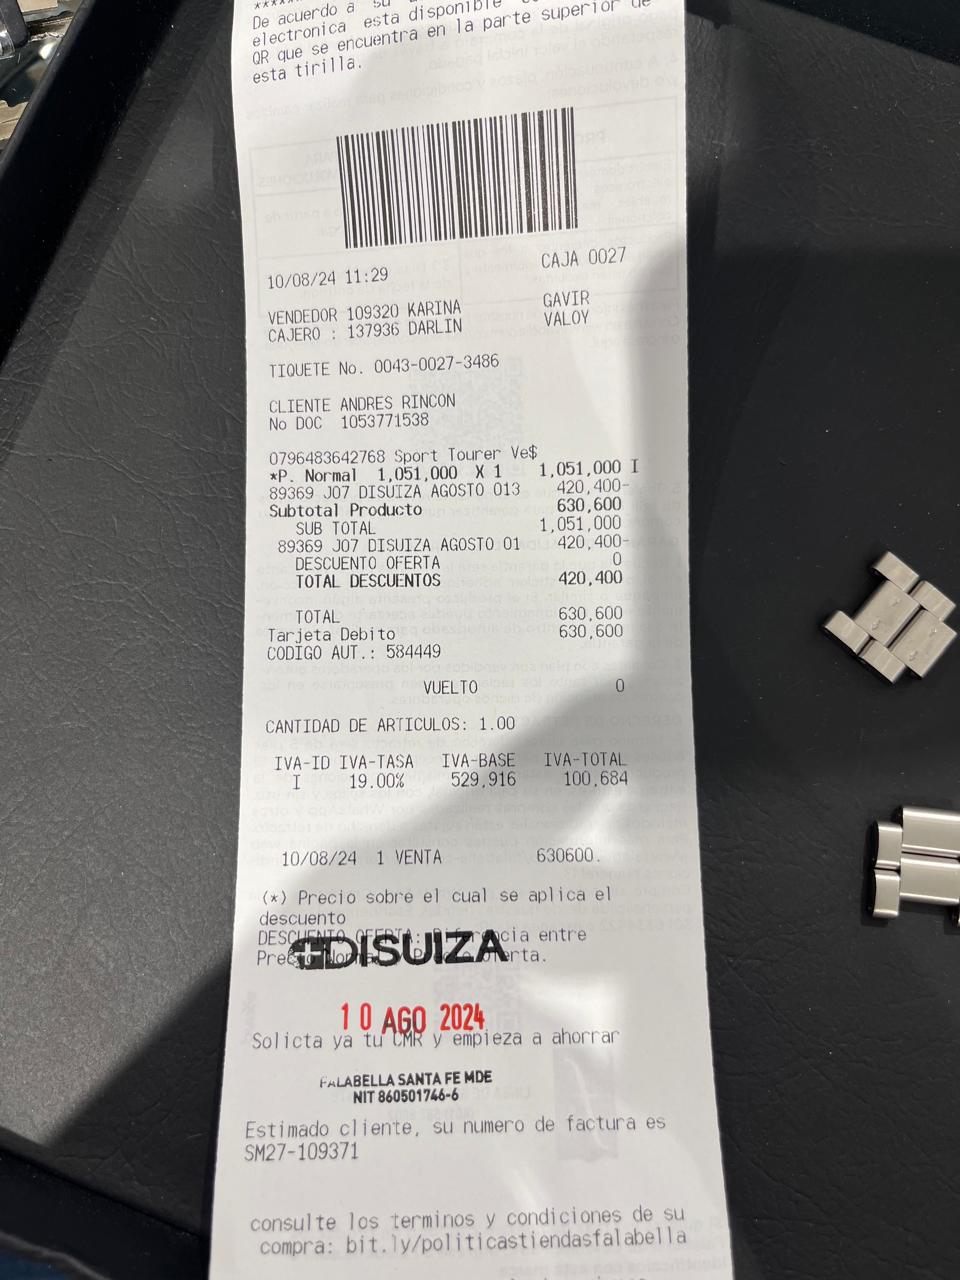 De acuerdo a su
electronica esta disponible
QR que se encuentra en la parte superior de
esta tirilla.
10/08/24 11:29 CAJA 0027
VENDEDOR 109320 KARINA GAVIR
CAJERO : 137936 DARLIN VALOY
TIQUETE No. 0043-0027-3486
CLIENTE ANDRES RINCON
No DOC 1053771538
0796483642768 Sport Tourer Ve$
*P. Normal 1,051,000 X 1 1,051,000 I
89369 J07 DISUIZA AGOSTO 013 420,400-
Subtotal Producto 630,600
SUB TOTAL 1,051,000
89369 J07 DISUIZA AGOSTO 01 420,400-
DESCUENTO OFERTA 0
TOTAL DESCUENTOS 420,400
TOTAL 630,600
Tarjeta Debito 630,600
CODIGO AUT.: 584449
VUELTO 0
CANTIDAD DE ARTICULOS: 1.00
IVA-ID IVA-TASA IVA-BASE IVA-TOTAL
I 19.00% 529,916 100,684
10/08/24 1 VENTA 630600.
(*) Precio sobre el cual se aplica el
descuento
DESCUENTO OFERTA: Diferencia entre
Precio Normal y Precio Oferta.
DISUIZA
10 AGO 2024
Solicta ya tu CMR y empieza a ahorrar
FALABELLA SANTA FE MDE
NIT 860501746-6
Estimado cliente, su numero de factura es
SM27-109371
consulte los terminos y condiciones de su
compra: bit.ly/politicastiendasfalabella